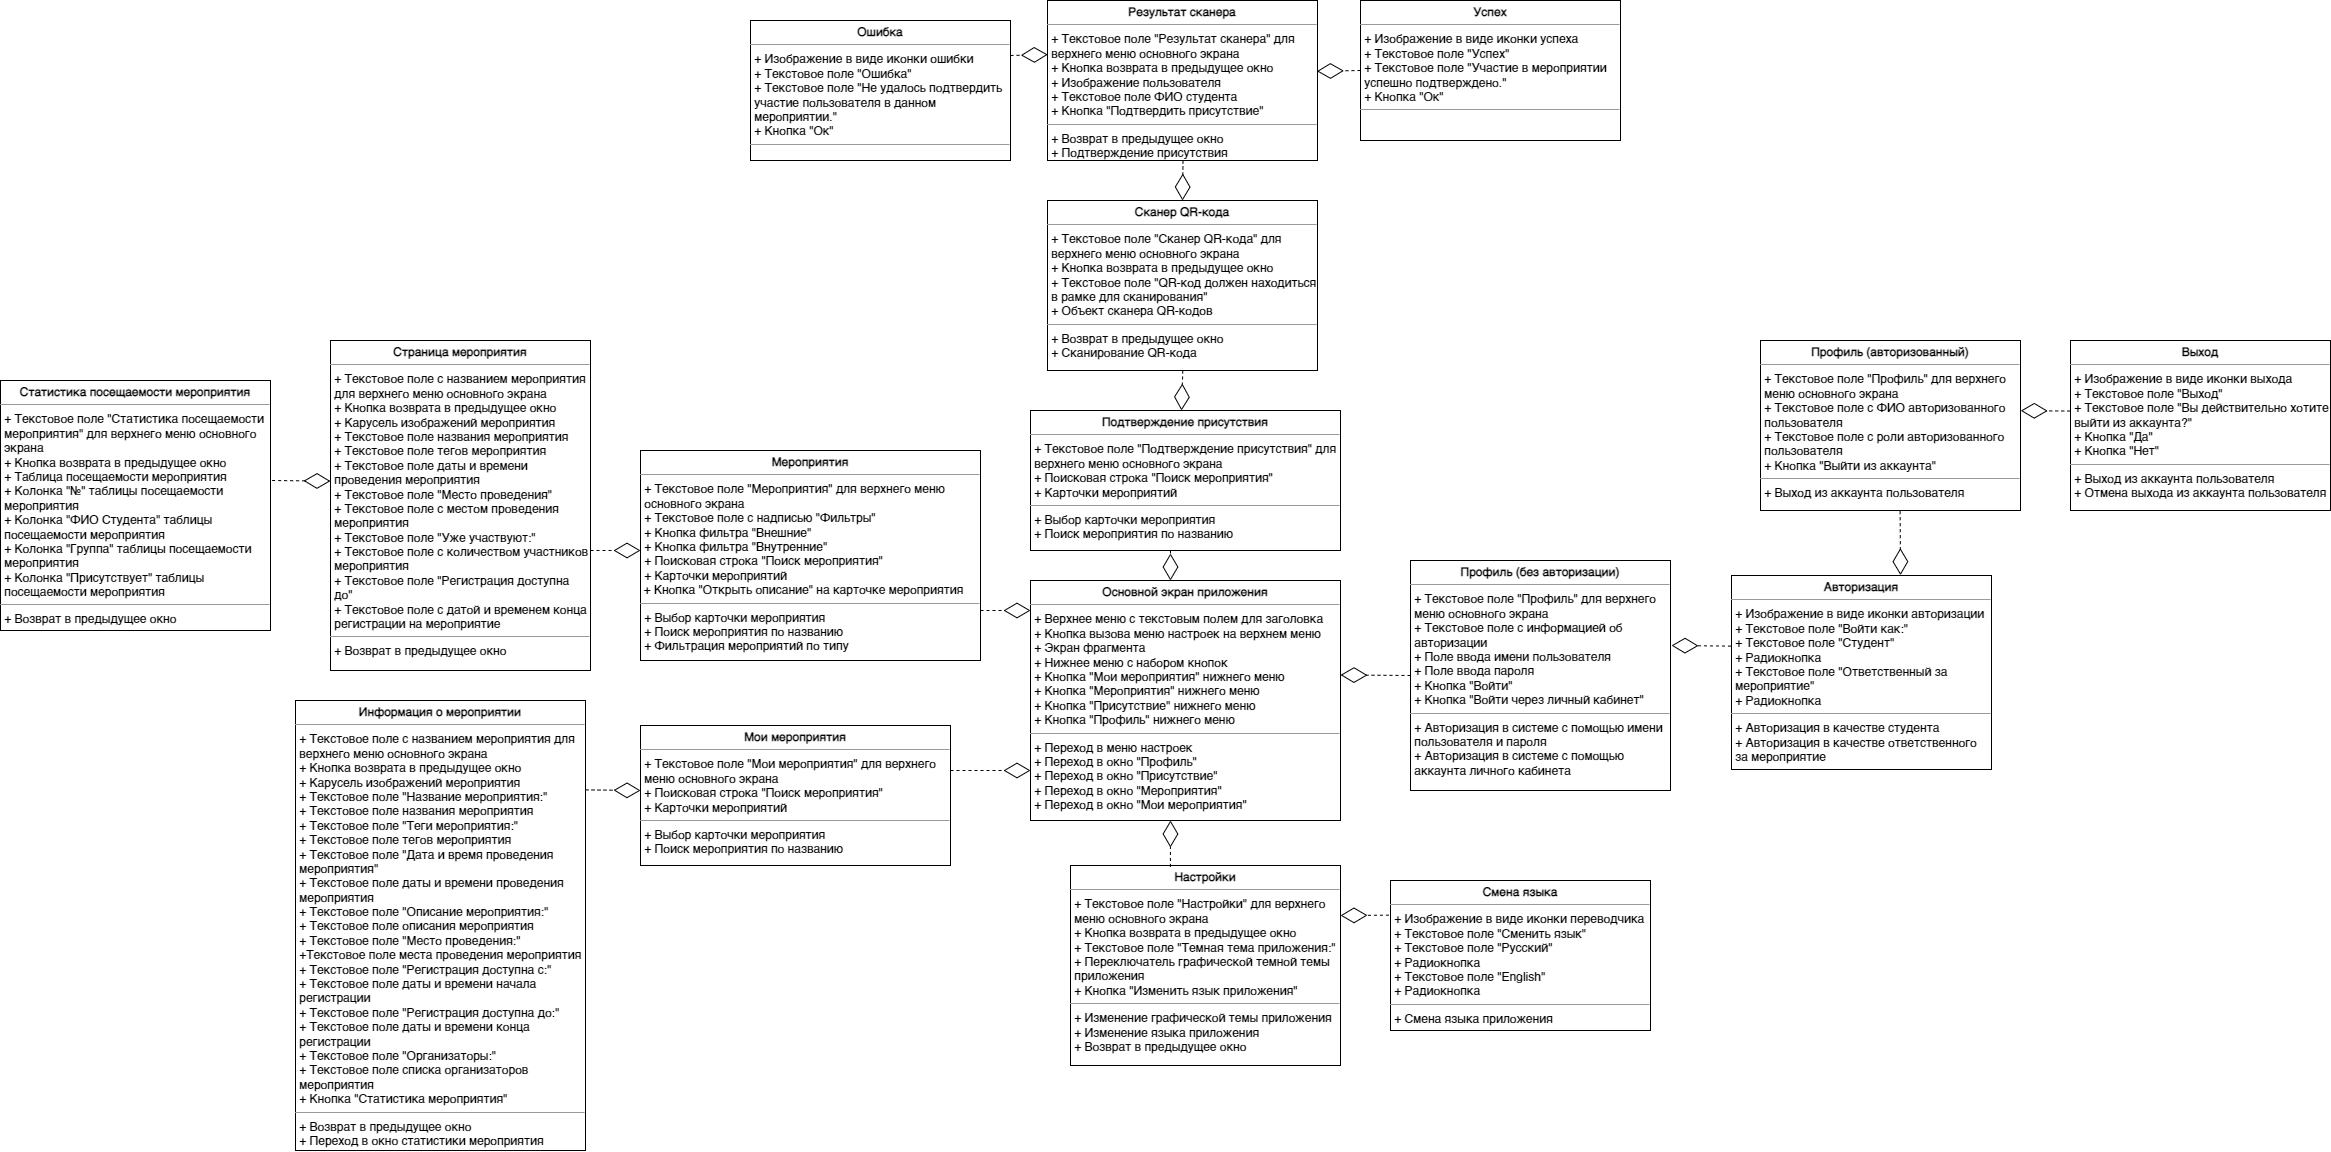 Ошибка
+ Изображение в виде иконки ошибки
+ Текстовое поле "Ошибка"
+ Текстовое поле "Не удалось подтвердить
участие пользователя в данном
мероприятии."
+ Кнопка "Ок"
Результат сканера
+ Текстовое поле "Результат сканера" для
верхнего меню основного экрана
+ Кнопка возврата в предыдущее окно
+ Изображение пользователя
+ Текстовое поле ФИО студента
+ Кнопка "Подтвердить присутствие"
+ Возврат в предыдущее окно
+ Подтверждение присутствия
Успех
+ Изображение в виде иконки успеха
+ Текстовое поле "Успех"
+ Текстовое поле "Участие в мероприятии
успешно подтверждено."
+ Кнопка "Ок"
Сканер QR-кода
+ Текстовое поле "Сканер QR-кода" для
верхнего меню основного экрана
+ Кнопка возврата в предыдущее окно
+ Текстовое поле "QR-код должен находиться
в рамке для сканирования"
+ Объект сканера QR-кодов
+ Возврат в предыдущее окно
+ Сканирование QR-кода
Статистика посещаемости мероприятия
+ Текстовое поле "Статистика посещаемости
мероприятия" для верхнего меню основного
экрана
+ Кнопка возврата в предыдущее окно
+ Таблица посещаемости мероприятия
+ Колонка "№" таблицы посещаемости
мероприятия
+ Колонка "ФИО Студента" таблицы
посещаемости мероприятия
+ Колонка "Группа" таблицы посещаемости
мероприятия
+ Колонка "Присутствует" таблицы
посещаемости мероприятия
+ Возврат в предыдущее окно
Страница мероприятия
+ Текстовое поле с названием мероприятия
для верхнего меню основного экрана
+ Кнопка возврата в предыдущее окно
+ Карусель изображений мероприятия
+ Текстовое поле названия мероприятия
+ Текстовое поле тегов мероприятия
+ Текстовое поле даты и времени
проведения мероприятия
+ Текстовое поле "Место проведения"
+ Текстовое поле с местом проведения
мероприятия
+ Текстовое поле "Уже участвуют:"
+ Текстовое поле с количеством участников
мероприятия
+ Текстовое поле "Регистрация доступна
до"
+ Текстовое поле с датой и временем конца
регистрации на мероприятие
+ Возврат в предыдущее окно
Мероприятия
+ Текстовое поле "Мероприятия" для верхнего меню
основного экрана
+ Текстовое поле с надписью "Фильтры"
+ Кнопка фильтра "Внешние"
+ Кнопка фильтра "Внутренние"
+ Поисковая строка "Поиск мероприятия"
+ Карточки мероприятий
+ Кнопка "Открыть описание" на карточке мероприятия
+ Выбор карточки мероприятия
+ Поиск мероприятия по названию
+ Фильтрация мероприятий по типу
Подтверждение присутствия
+ Текстовое поле "Подтверждение присутствия" для
верхнего меню основного экрана
+ Поисковая строка "Поиск мероприятия"
+ Карточки мероприятий
+ Выбор карточки мероприятия
+ Поиск мероприятия по названию
Профиль (авторизованный)
+ Текстовое поле "Профиль" для верхнего
меню основного экрана
+ Текстовое поле с ФИО авторизованного
пользователя
+ Текстовое поле с роли авторизованного
пользователя
+ Кнопка "Выйти из аккаунта"
+ Выход из аккаунта пользователя
Выход
+ Изображение в виде иконки выхода
+ Текстовое поле "Выход"
+ Текстовое поле "Вы действительно хотите
выйти из аккаунта?"
+ Кнопка "Да"
+ Кнопка "Нет"
+ Выход из аккаунта пользователя
+ Отмена выхода из аккаунта пользователя
Основной экран приложения
+ Верхнее меню с текстовым полем для заголовка
+ Кнопка вызова меню настроек на верхнем меню
+ Экран фрагмента
+ Нижнее меню с набором кнопок
+ Кнопка "Мои мероприятия" нижнего меню
+ Кнопка "Мероприятия" нижнего меню
+ Кнопка "Присутствие" нижнего меню
+ Кнопка "Профиль" нижнего меню
+ Переход в меню настроек
+ Переход в окно "Профиль"
+ Переход в окно "Присутствие"
+ Переход в окно "Мероприятия"
+ Переход в окно "Мои мероприятия"
Профиль (без авторизации)
+ Текстовое поле "Профиль" для верхнего
меню основного экрана
+ Текстовое поле с информацией об
авторизации
+ Поле ввода имени пользователя
+ Поле ввода пароля
+ Кнопка "Войти"
+ Кнопка "Войти через личный кабинет"
+ Авторизация в системе с помощью имени
пользователя и пароля
+ Авторизация в системе с помощью
аккаунта личного кабинета
Авторизация
+ Изображение в виде иконки авторизации
+ Текстовое поле "Войти как:"
+ Текстовое поле "Студент"
+ Радиокнопка
+ Текстовое поле "Ответственный за
мероприятие"
+ Радиокнопка
+ Авторизация в качестве студента
+ Авторизация в качестве ответственного
за мероприятие
Информация о мероприятии
+ Текстовое поле с названием мероприятия для
верхнего меню основного экрана
+ Кнопка возврата в предыдущее окно
+ Карусель изображений мероприятия
+ Текстовое поле "Название мероприятия:"
+ Текстовое поле названия мероприятия
+ Текстовое поле "Теги мероприятия:"
+ Текстовое поле тегов мероприятия
+ Текстовое поле "Дата и время проведения
мероприятия"
+ Текстовое поле даты и времени проведения
мероприятия
+ Текстовое поле "Описание мероприятия:"
+ Текстовое поле описания мероприятия
+ Текстовое поле "Место проведения:"
+Текстовое поле места проведения мероприятия
+ Текстовое поле "Регистрация доступна с:"
+ Текстовое поле даты и времени начала
регистрации
+ Текстовое поле "Регистрация доступна до:"
+ Текстовое поле даты и времени конца
регистрации
+ Текстовое поле "Организаторы:"
+ Текстовое поле списка организаторов
мероприятия
+ Кнопка "Статистика мероприятия"
+ Возврат в предыдущее окно
+ Переход в окно статистики мероприятия
Мои мероприятия
+ Текстовое поле "Мои мероприятия" для верхнего
меню основного экрана
+ Поисковая строка "Поиск мероприятия"
+ Карточки мероприятий
+ Выбор карточки мероприятия
+ Поиск мероприятия по названию
Настройки
+ Текстовое поле "Настройки" для верхнего
меню основного экрана
+ Кнопка возврата в предыдущее окно
+ Текстовое поле "Темная тема приложения:"
+ Переключатель графической темной темы
приложения
+ Кнопка "Изменить язык приложения"
+ Изменение графической темы приложения
+ Изменение языка приложения
+ Возврат в предыдущее окно
Смена языка
+ Изображение в виде иконки переводчика
+ Текстовое поле "Сменить язык"
+ Текстовое поле "Русский"
+ Радиокнопка
+ Текстовое поле "English"
+ Радиокнопка
+ Смена языка приложения